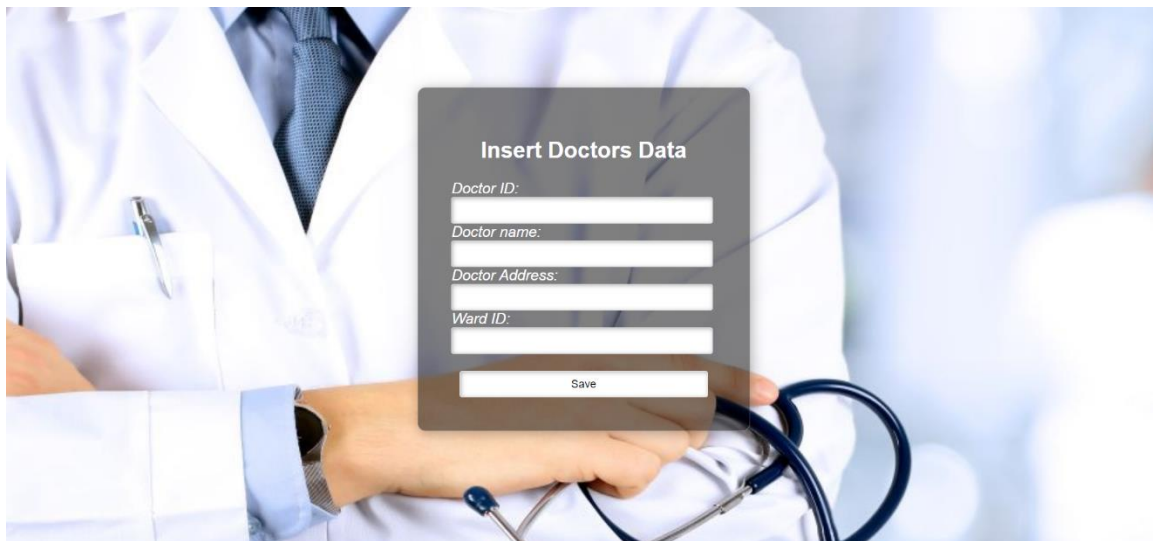 Insert Doctors Data
Doctor ID:
Doctor name:
Doctor Address:
Ward ID:
Save